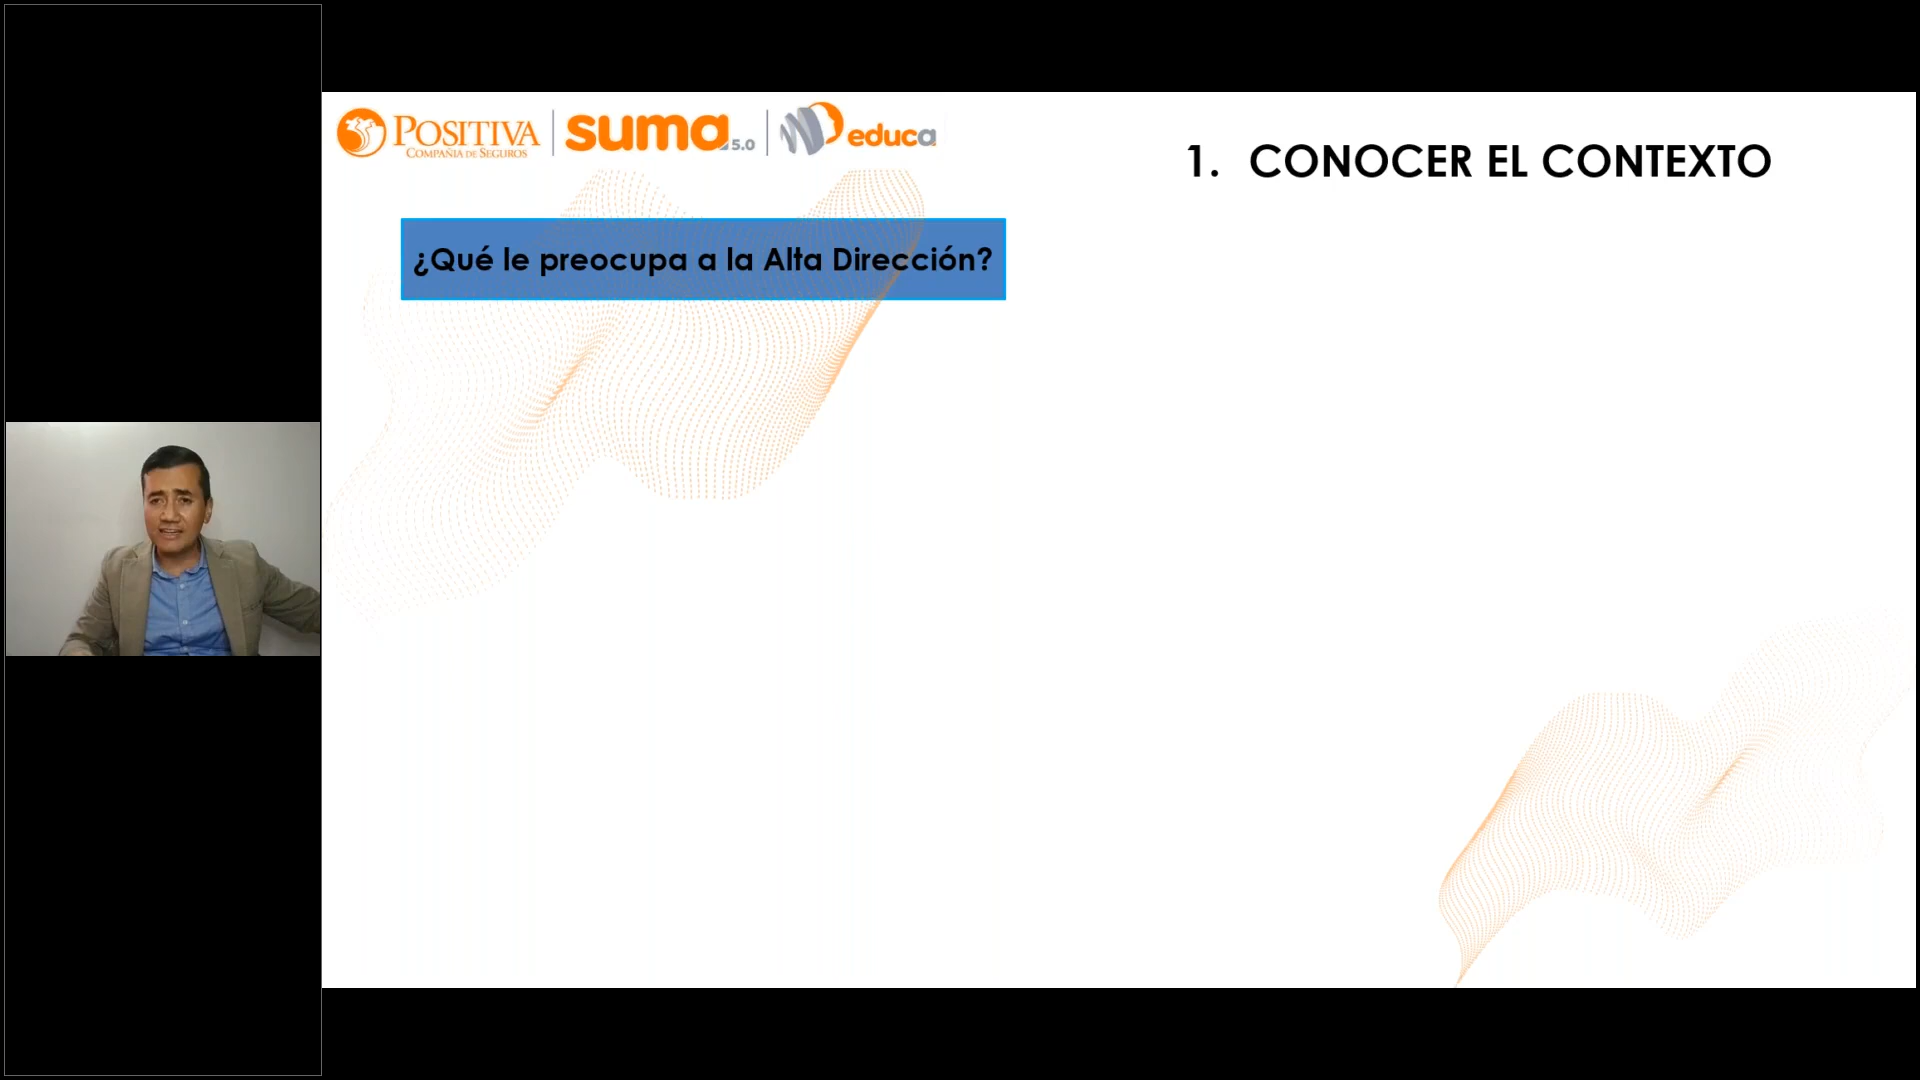 POSITIVA
COMPAÑIA DE SEGUROS
suma 5.0
educa
1. CONOCER EL CONTEXTO
¿Qué le preocupa a la Alta Dirección?